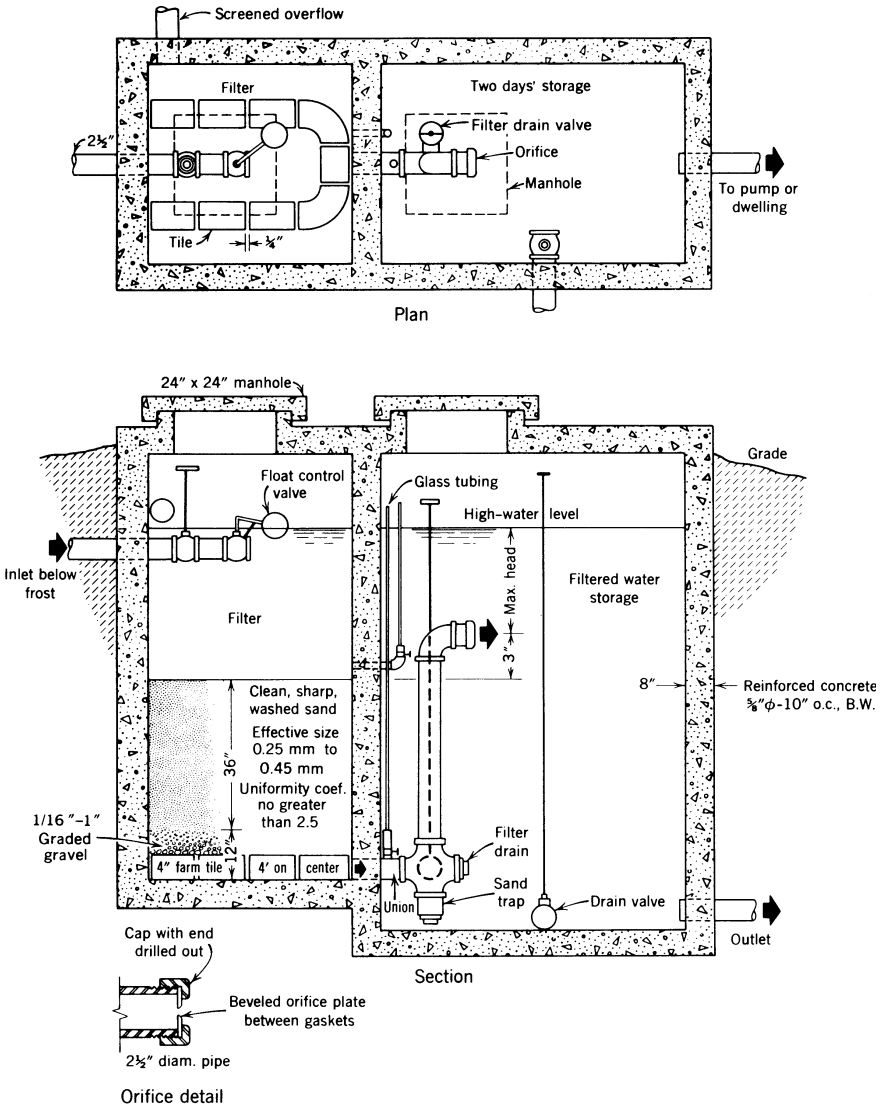 Screened overflow
Filter
Two days' storage
2½"
Filter drain valve
Orifice
Manhole
To pump or
dwelling
Tile
¼"
Plan
24" x 24" manhole
Grade
Float control
valve
Glass tubing
High-water level
Inlet below
frost
Max. head
Filtered water
storage
Filter
3"
8"
Reinforced concrete
⅝"ϕ-10" o.c., B.W.
Clean, sharp,
washed sand
Effective size
0.25 mm to
0.45 mm
Uniformity coef.
no greater
than 2.5
36"
1/16"-1"
Graded
gravel
12"
4" farm tile
4' on
center
Filter
drain
Union
Sand
trap
Drain valve
Outlet
Section
Cap with end
drilled out
Beveled orifice plate
between gaskets
2½" diam. pipe
Orifice detail